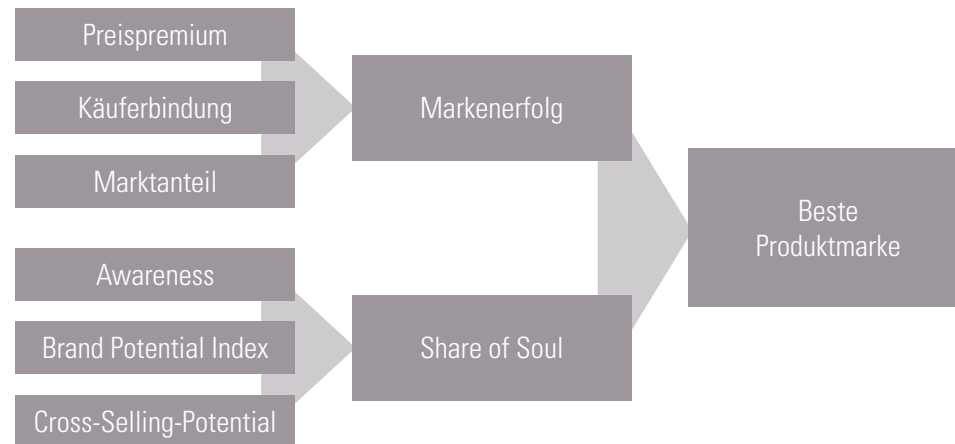 Preispremium
Käuferbindung
Marktanteil
Markenerfolg
Awareness
Brand Potential Index
Cross-Selling-Potential
Share of Soul
Beste
Produktmarke